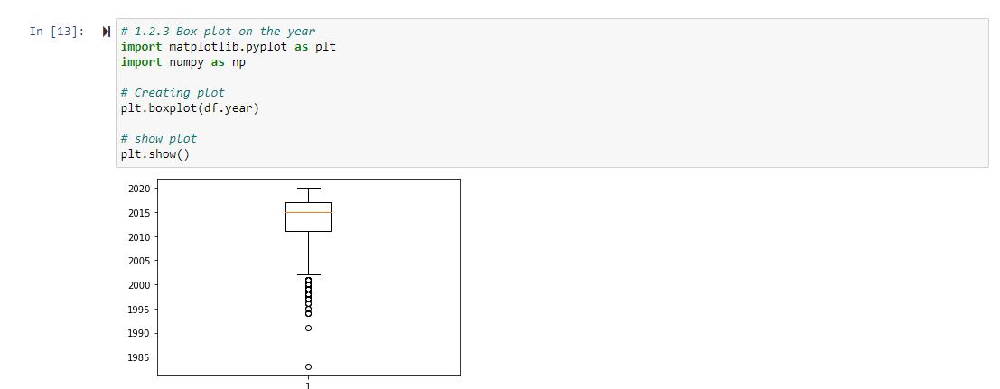 In [13]:
# 1.2.3 Box plot on the year
import matplotlib.pyplot as plt
import numpy as np
# Creating plot
plt.boxplot(df.year)
# show plot
plt.show()
2020
2015
2010
2005
2000
1995
1990
1985
1